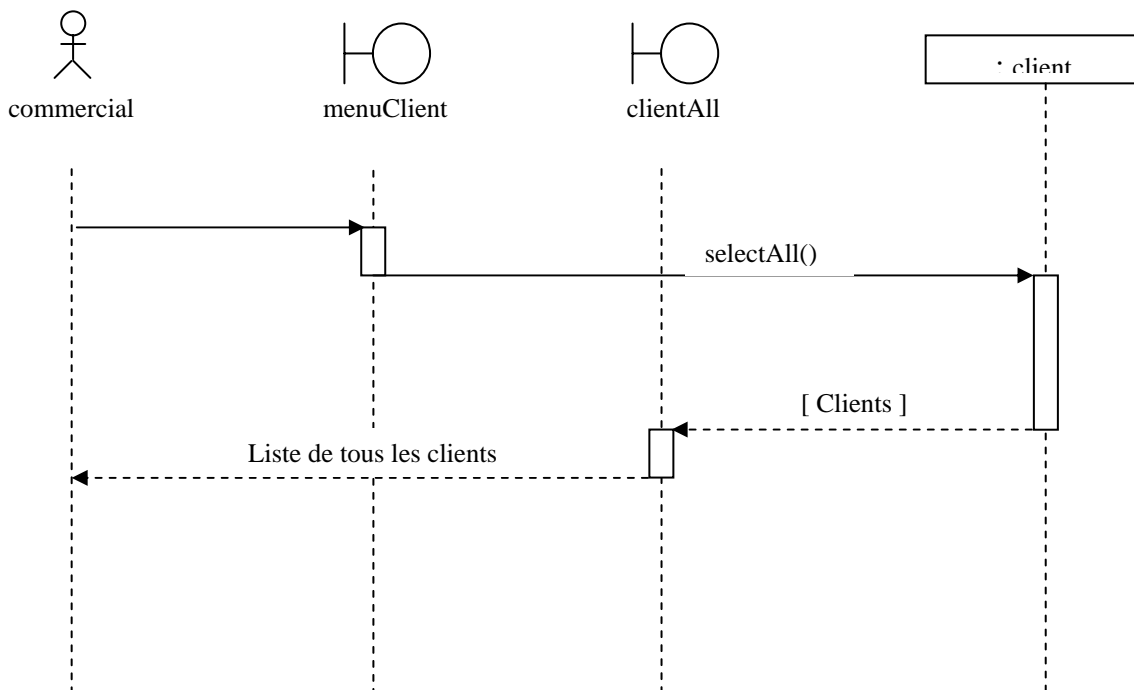 : client
commercial
menuClient
clientAll
selectAll()
[ Clients ]
Liste de tous les clients